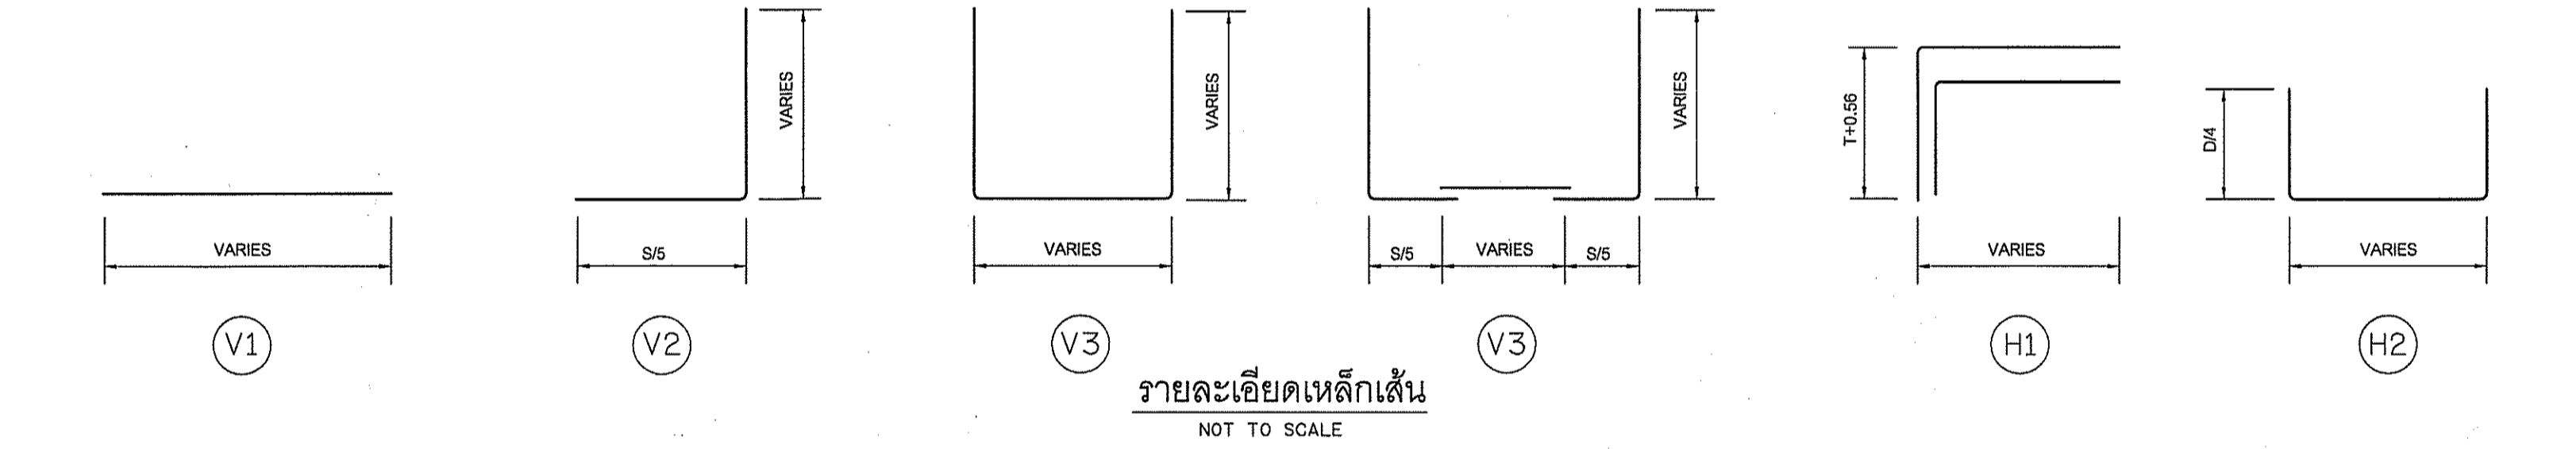 VARIES
V1
VARIES
S/5
V2
VARIES
VARIES
V3
VARIES
S/5 VARIES S/5
V3
T+0.56
VARIES
H1
D/4
VARIES
H2
รายละเอียดเหล็กเส้น
NOT TO SCALE